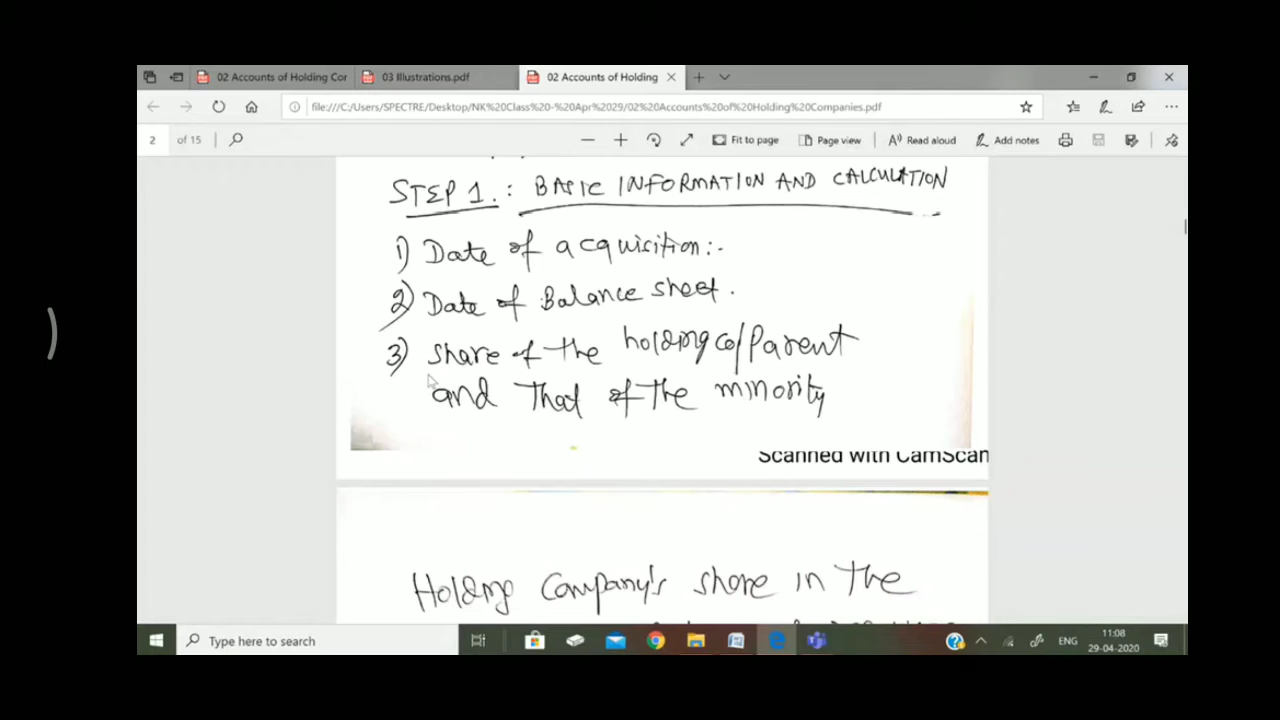 02 Accounts of Holding Cor
03 Illustrations.pdf
02 Accounts of Holding
file:///C:/Users/SPECTRE/Desktop/NK%20Class%20-%20Apr%2029/02%20Accounts%20of%20Holding%20Companies.pdf
2 of 15
Fit to page
Page view
Read aloud
Add notes
STEP 1. : BASIC INFORMATION AND CALCULATION
1) Date of acquisition:-
2) Date of Balance sheet.
3) Share of the holding co/Parent
and That of the minority
Scanned with CamScan
Holding Company's share in the
Type here to search
ENG
11:08
29-04-2020